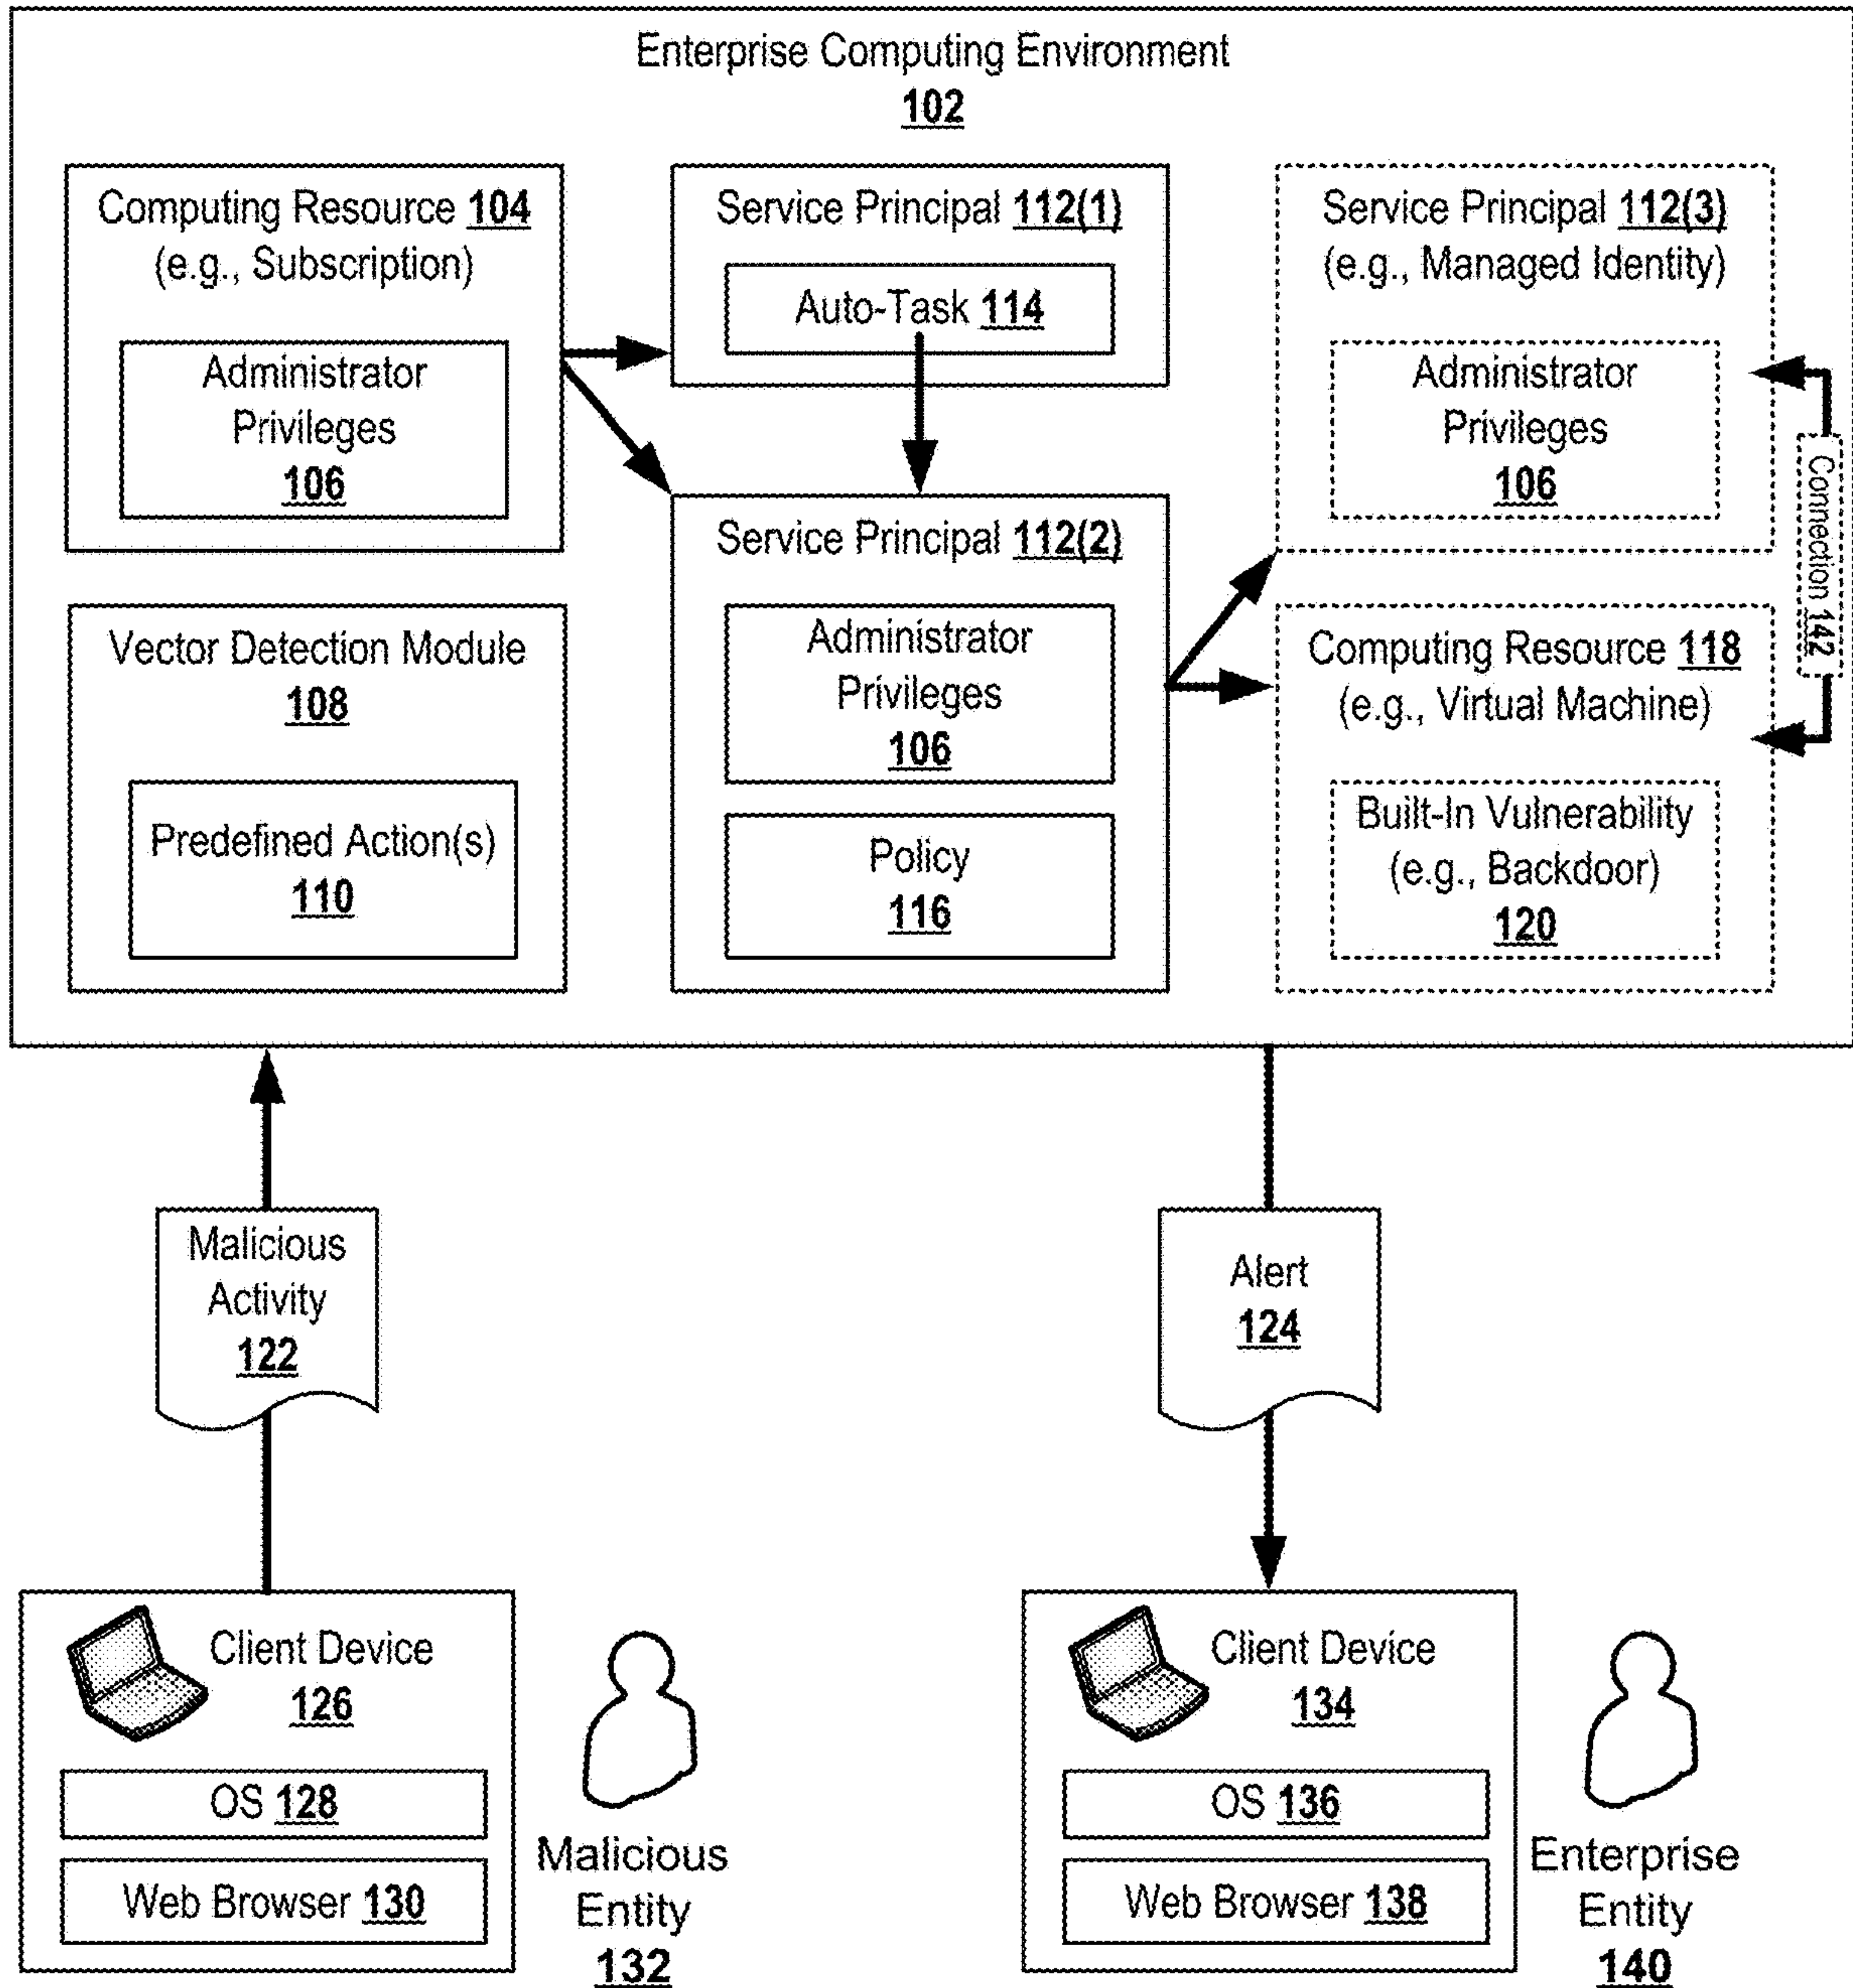 Enterprise Computing Environment
102
Computing Resource 104
(e.g., Subscription)
Administrator
Privileges
106
Service Principal 112(1)
Auto-Task 114
Service Principal 112(3)
(e.g., Managed Identity)
Administrator
Privileges
106
Connection 142
Vector Detection Module
108
Predefined Action(s)
110
Service Principal 112(2)
Administrator
Privileges
106
Policy
116
Computing Resource 118
(e.g., Virtual Machine)
Built-In Vulnerability
(e.g., Backdoor)
120
Malicious
Activity
122
Alert
124
Client Device
126
OS 128
Web Browser 130
Malicious
Entity
132
Client Device
134
OS 136
Web Browser 138
Enterprise
Entity
140